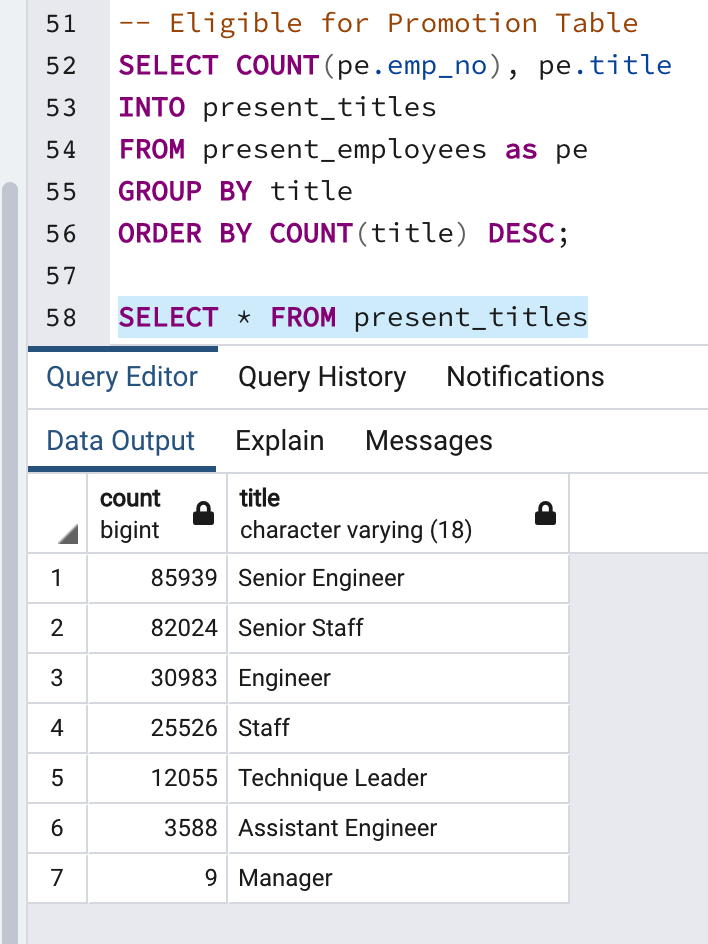 51 -- Eligible for Promotion Table
52 SELECT COUNT(pe.emp_no), pe.title
53 INTO present_titles
54 FROM present_employees as pe
55 GROUP BY title
56 ORDER BY COUNT(title) DESC;
57
58 SELECT * FROM present_titles
Query Editor Query History Notifications
Data Output Explain Messages
count title
bigint character varying (18)
1 85939 Senior Engineer
2 82024 Senior Staff
3 30983 Engineer
4 25526 Staff
5 12055 Technique Leader
6 3588 Assistant Engineer
7 9 Manager